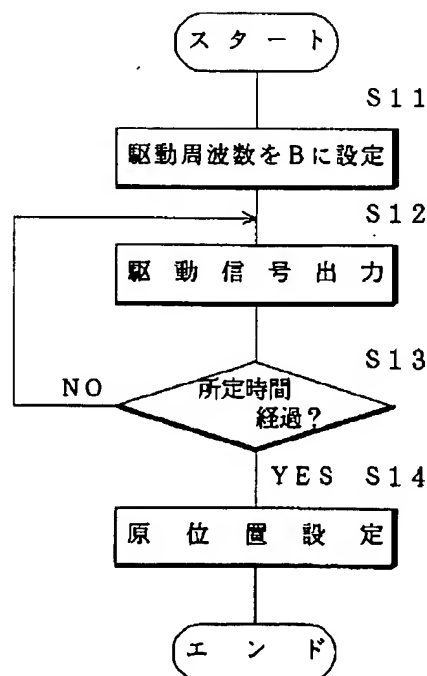 スタート
S11
駆動周波数をBに設定
S12
駆動信号出力
S13
所定時間
経過?
NO
YES S14
原位置設定
エンド